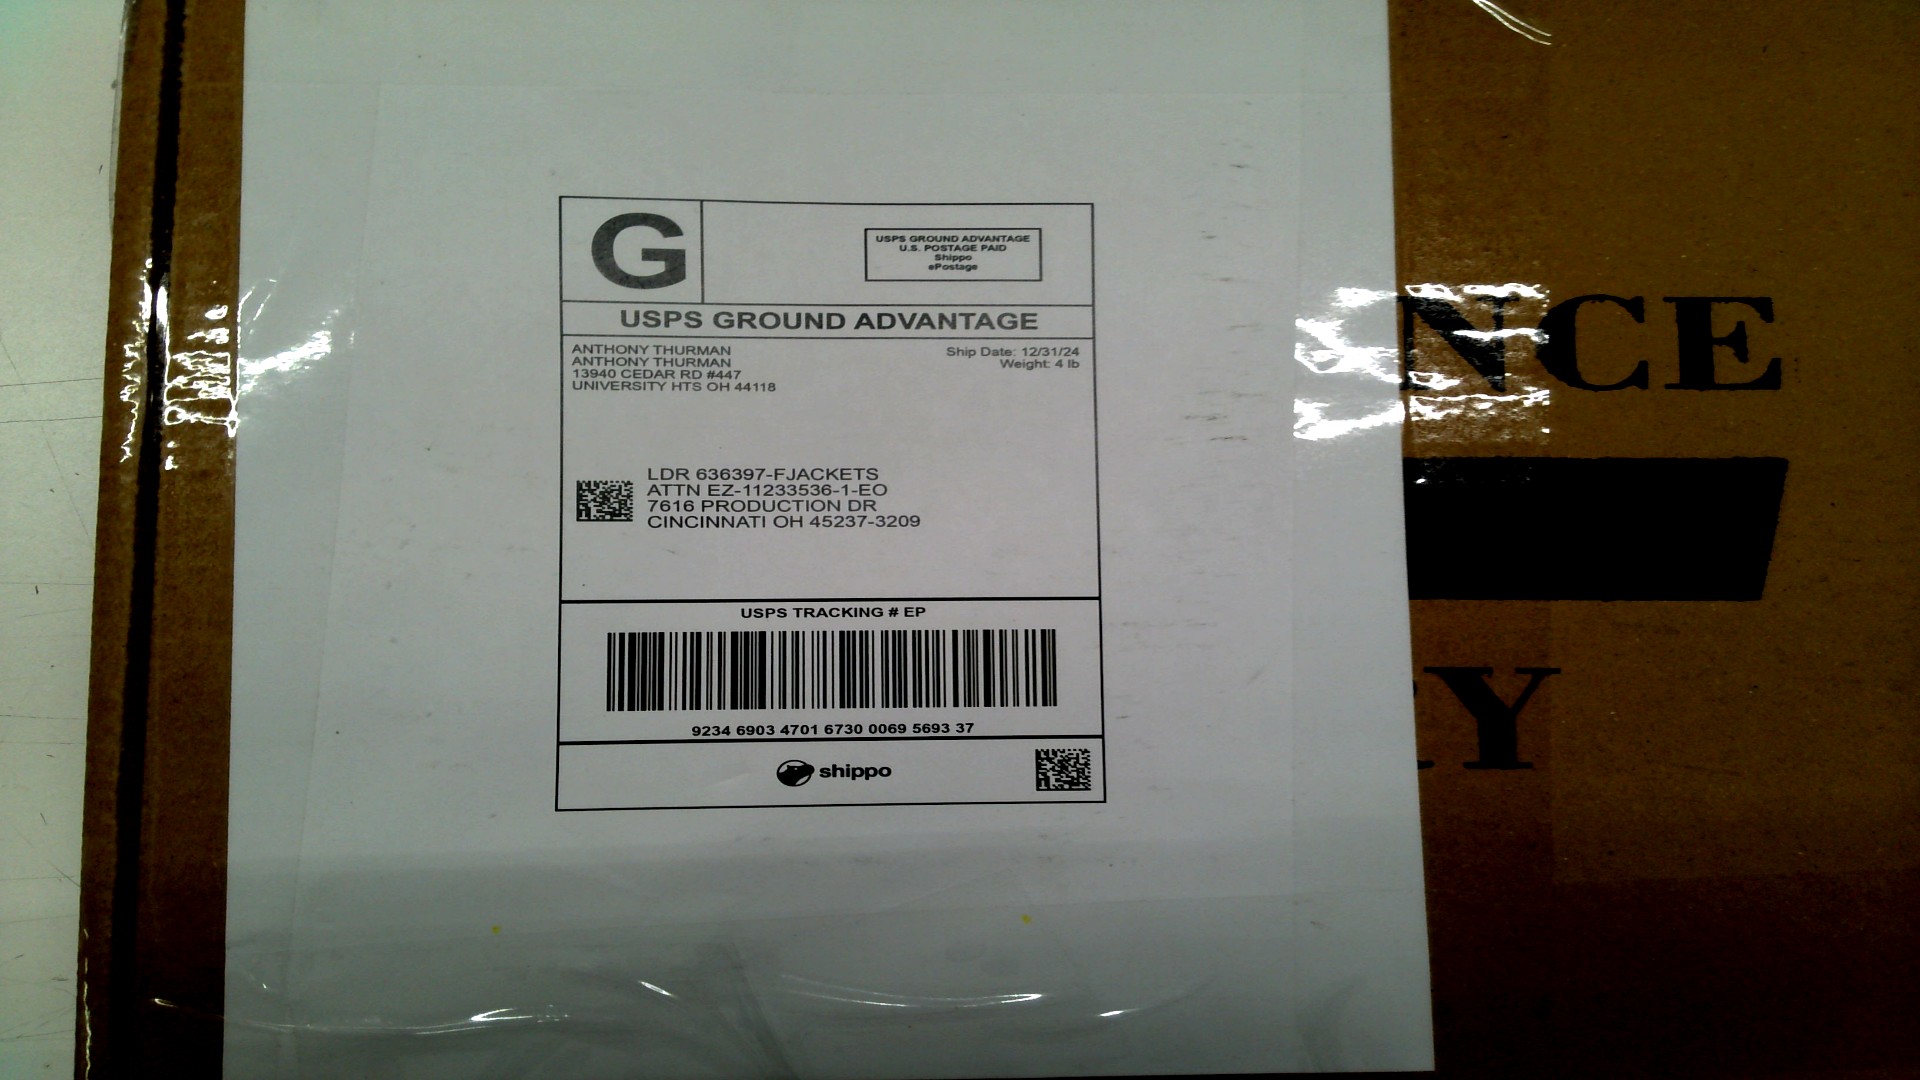 G
USPS GROUND ADVANTAGE
U.S. POSTAGE PAID
Shippo
ePostage
USPS GROUND ADVANTAGE
ANTHONY THURMAN
ANTHONY THURMAN
13940 CEDAR RD #447
UNIVERSITY HTS OH 44118
Ship Date: 12/31/24
Weight: 4 lb
LDR 636397-FJACKETS
ATTN EZ-11233536-1-EO
7616 PRODUCTION DR
CINCINNATI OH 45237-3209
USPS TRACKING # EP
9234 6903 4701 6730 0069 5693 37
shippo
NCE
Y